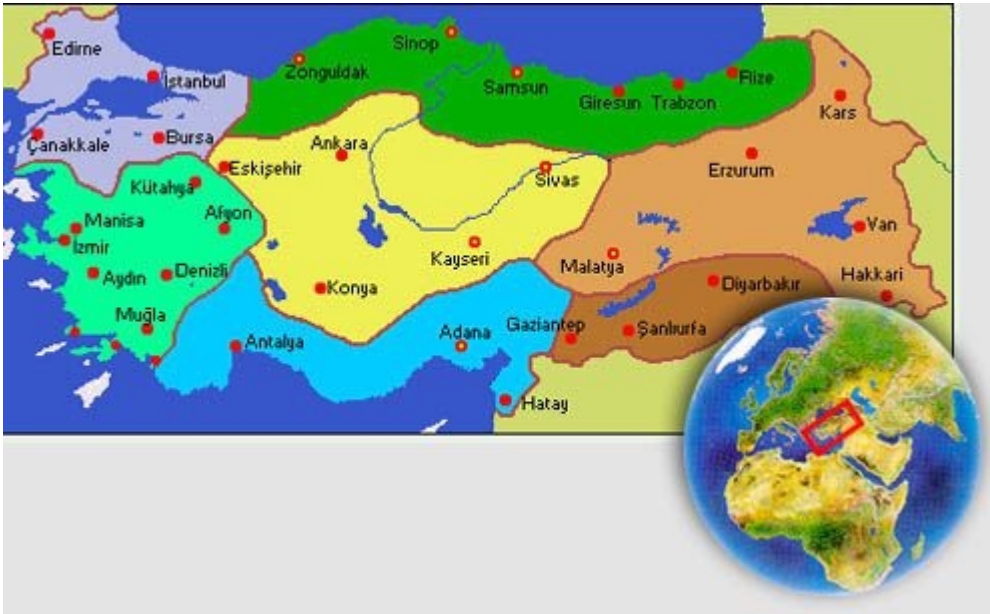 Edirne
Sinop
Zonguldak
İstanbul
Samsun
Rize
Giresun
Trabzon
Kars
Çanakkale
Bursa
Ankara
Eskişehir
Erzurum
Sivas
Kütahya
Manisa
Afyon
Van
İzmir
Kayseri
Malatya
Aydın
Denizli
Hakkari
Konya
Diyarbakır
Muğla
Gaziantep
Şanlıurfa
Antalya
Adana
Hatay